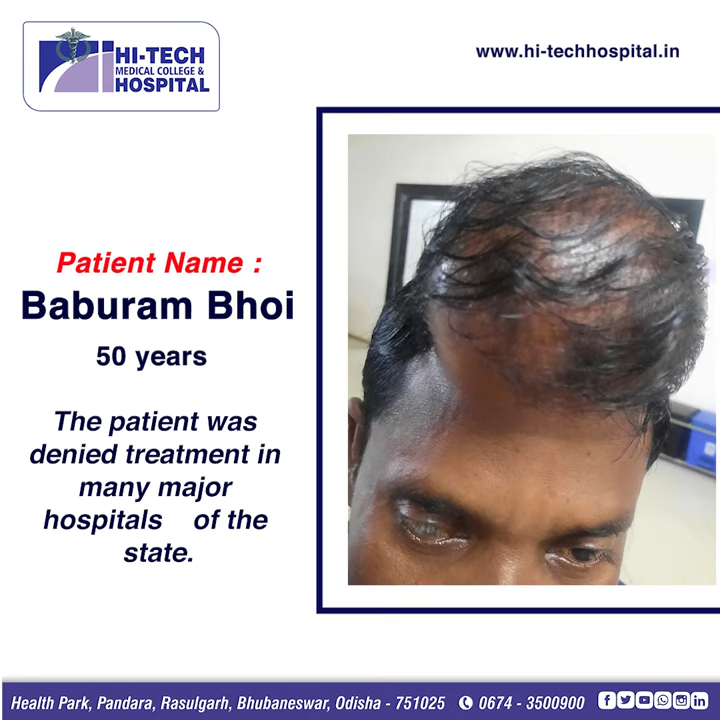 HI-TECH
MEDICAL COLLEGE &
HOSPITAL
www.hi-techhospital.in
Patient Name :
Baburam Bhoi
50 years
The patient was
denied treatment in
many major
hospitals of the
state.
Health Park, Pandara, Rasulgarh, Bhubaneswar, Odisha - 751025 0674 - 3500900